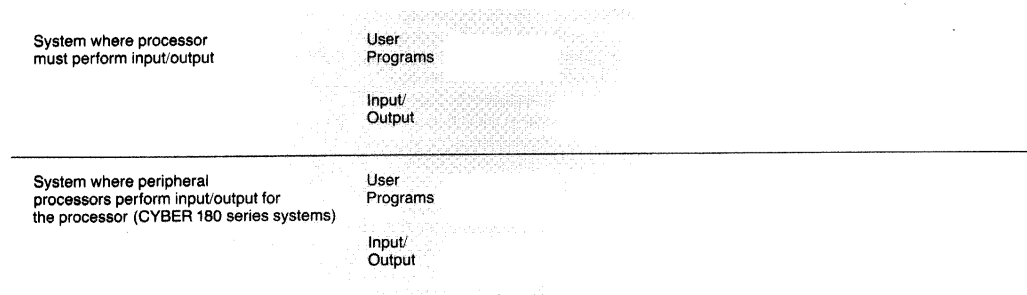 System where processor
must perform input/output
User
Programs
Input/
Output
System where peripheral
processors perform input/output for
the processor (CYBER 180 series systems)
User
Programs
Input/
Output